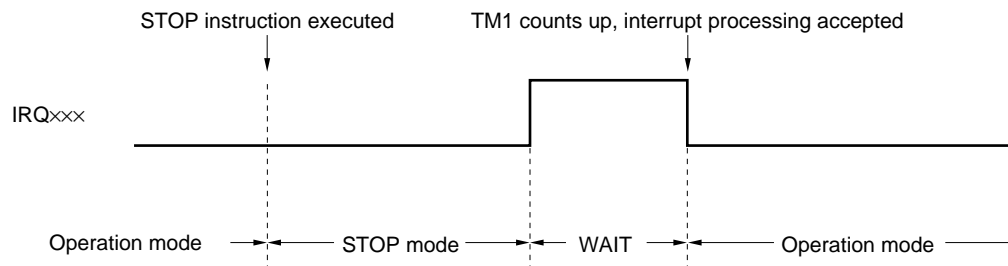 STOP instruction executed
TM1 counts up, interrupt processing accepted
IRQ×××
Operation mode
STOP mode
WAIT
Operation mode